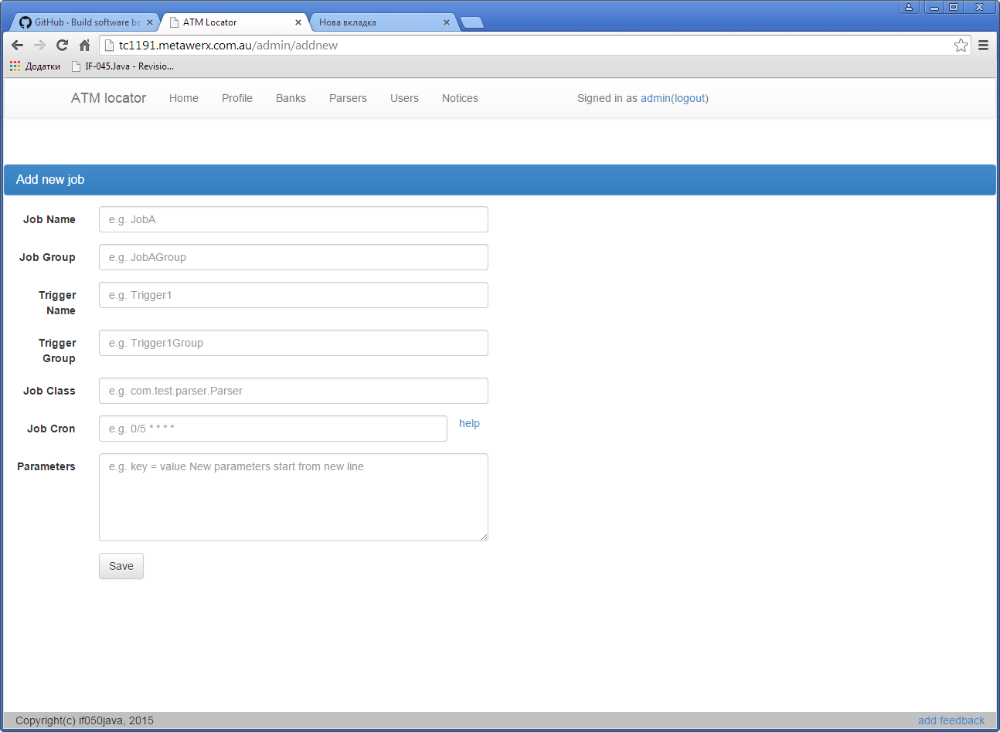 GitHub · Build software be
ATM Locator
Нова вкладка
tc1191.metawerx.com.au/admin/addnew
Додатки
IF-045.Java - Revisio...
ATM locator
Home
Profile
Banks
Parsers
Users
Notices
Signed in as admin(logout)
Add new job
Job Name
e.g. JobA
Job Group
e.g. JobAGroup
Trigger
Name
e.g. Trigger1
Trigger
Group
e.g. Trigger1Group
Job Class
e.g. com.test.parser.Parser
Job Cron
e.g. 0/5 * * * *
help
Parameters
e.g. key = value New parameters start from new line
Save
Copyright(c) if050java, 2015
add feedback